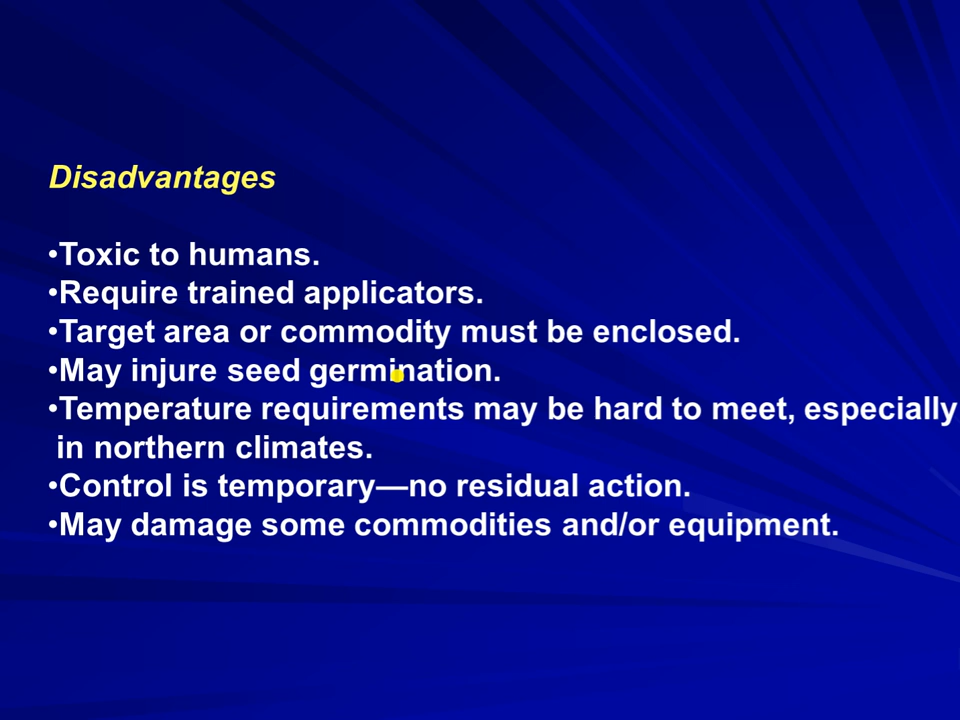 Disadvantages
•Toxic to humans.
•Require trained applicators.
•Target area or commodity must be enclosed.
•May injure seed germination.
•Temperature requirements may be hard to meet, especially
in northern climates.
•Control is temporary—no residual action.
•May damage some commodities and/or equipment.